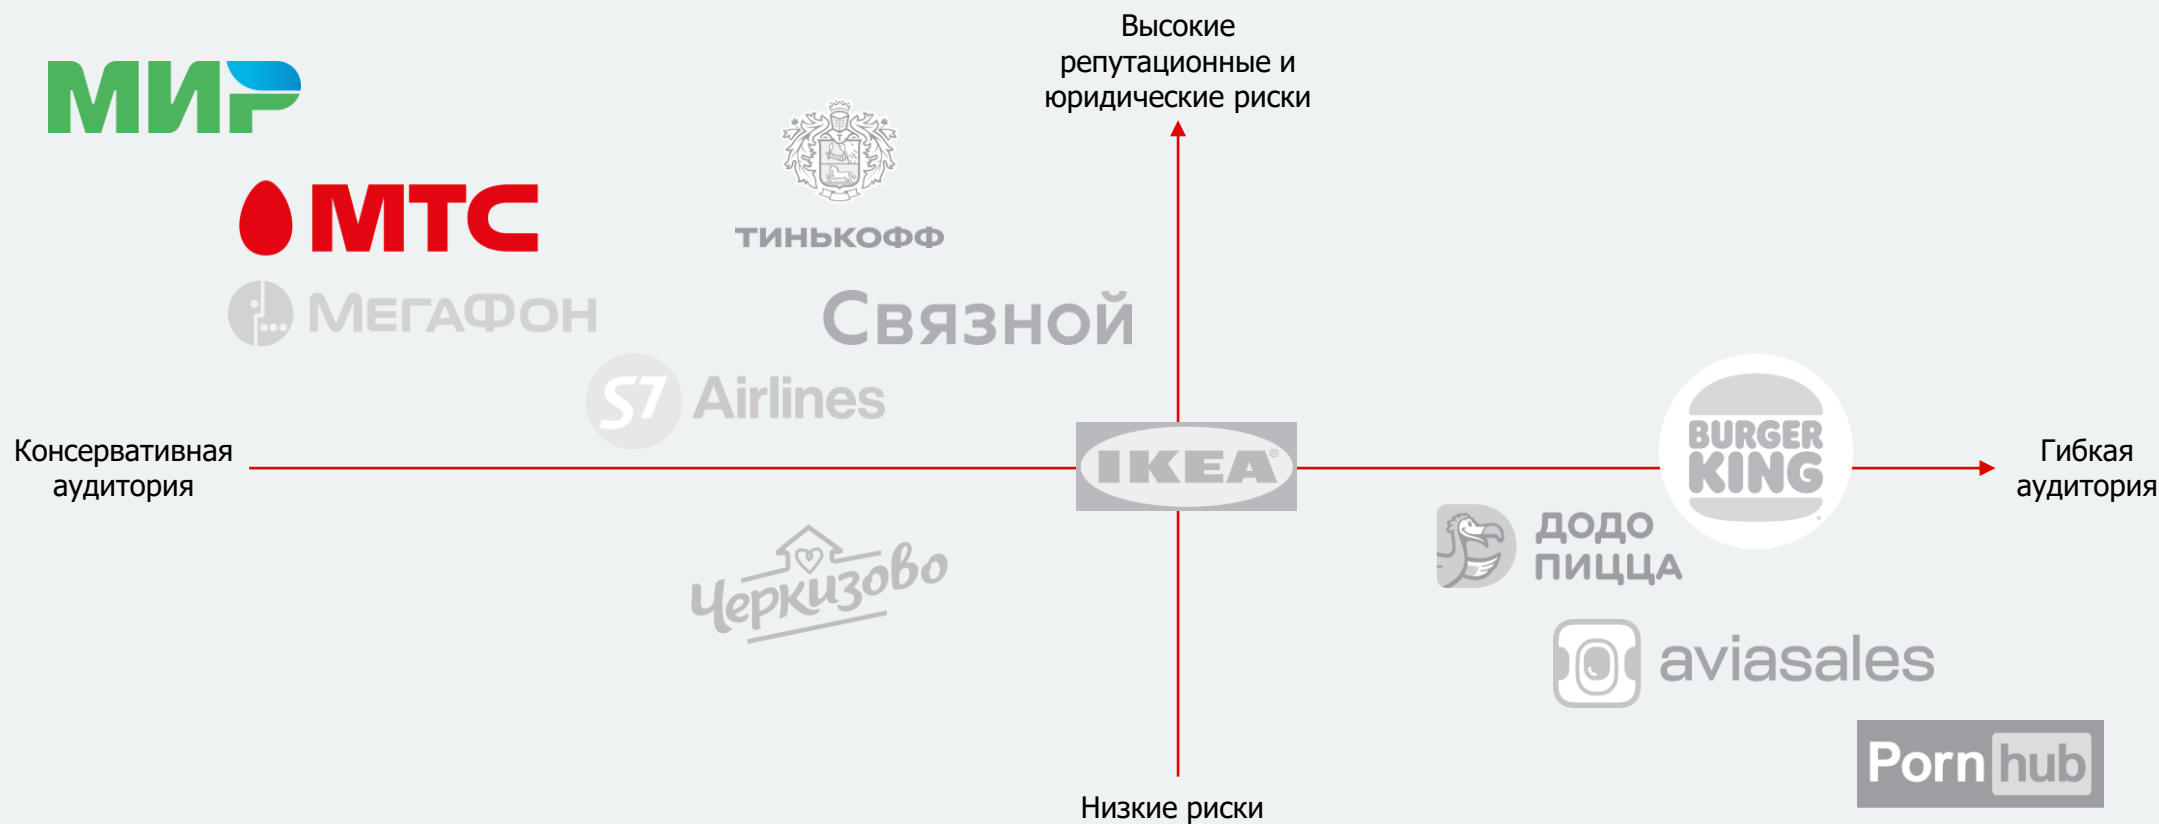 Высокие
репутационные и
юридические риски
МИР
ТИНЬКОФФ
МТС
МЕГАФОН
СВЯЗНОЙ
S7 Airlines
Консервативная
аудитория
IKEA®
BURGER
KING
Гибкая
аудитория
Черкизово
ДОДО
ПИЦЦА
aviasales
Porn hub
Низкие риски